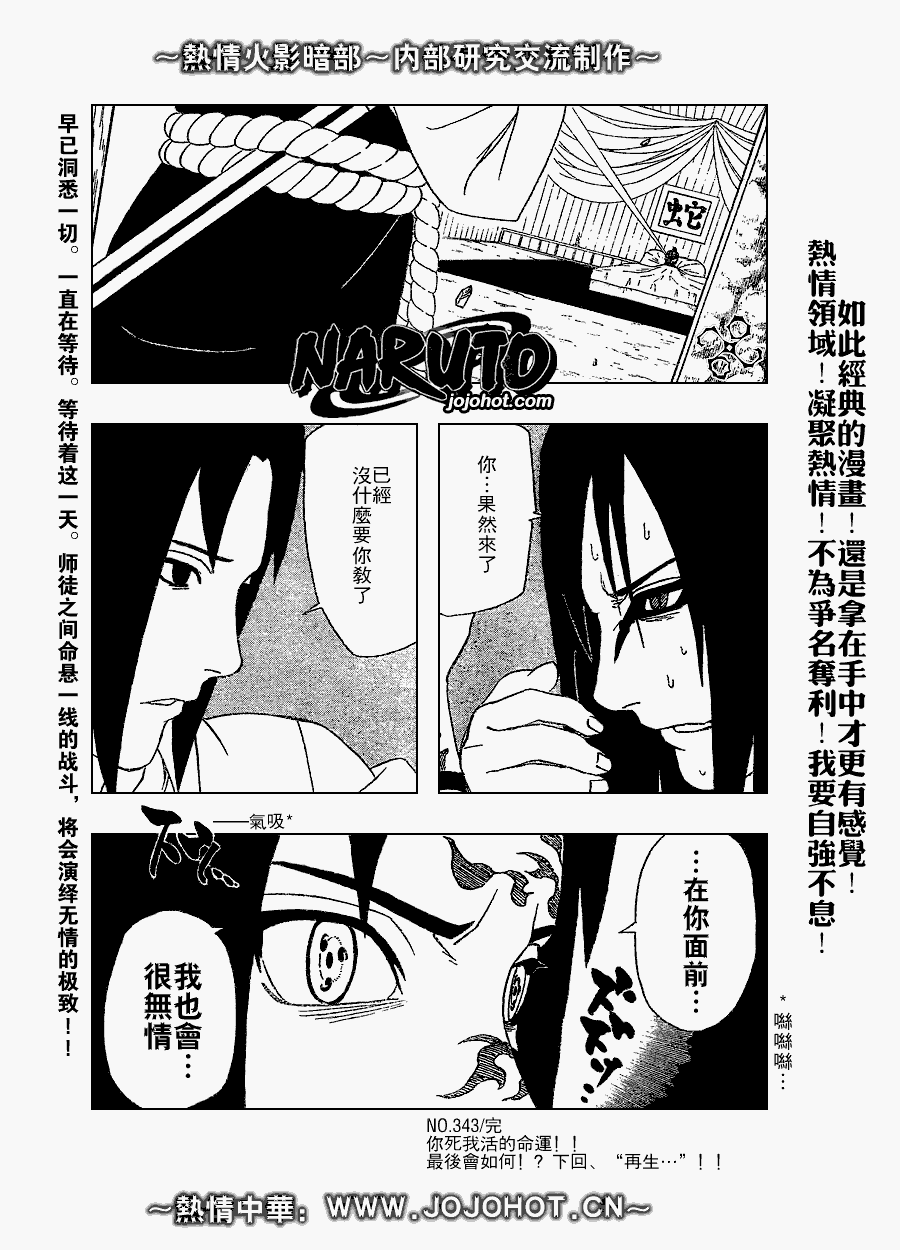 ～熱情火影暗部～内部研究交流制作～
蛇
NARUTO
jojohot.com
如此經典的漫畫！還是拿在手中才更有感覺！
熱情領域！凝聚熱情！不為爭名奪利！我要自強不息！
你…果然來了
已經
沒什麼要你教了
早已洞悉一切。一直在等待。等待着这一天。师徒之间命悬一线的战斗，将会演绎无情的极致！！
——氣吸*
…在你面前…
*噝噝噝…
我也會…
很無情
NO.343/完
你死我活的命運！！
最後會如何！？下回、“再生…”！！
～熱情中華：WWW.JOJOHOT.CN～